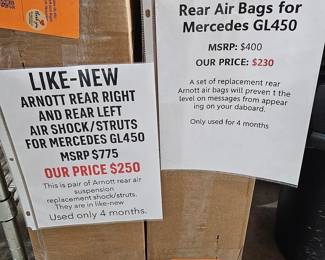 Rear Air Bags for
Mercedes GL450
MSRP: $400
OUR PRICE: $230
A set of replacement rear
Arnott air bags will preven t the
level on messages from appear
ing on your daboard.
Only used for 4 months
LIKE-NEW
ARNOTT REAR RIGHT
AND REAR LEFT
AIR SHOCK/STRUTS
FOR MERCEDES GL450
MSRP $775
OUR PRICE $250
This is pair of Arnott rear air
suspension
replacement shock/struts.
They are in like-new
Used only 4 months.